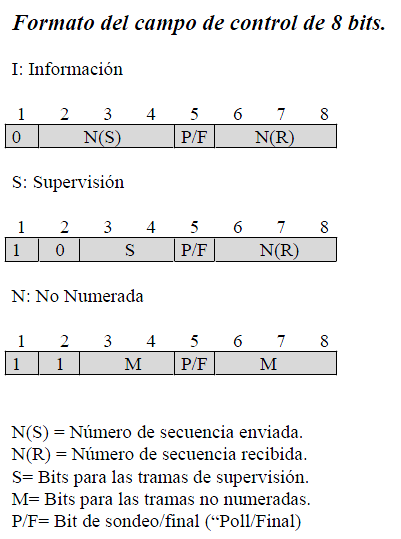 Formato del campo de control de 8 bits.
I: Información
1 2 3 4 5 6 7 8
0 N(S) P/F N(R)
S: Supervisión
1 2 3 4 5 6 7 8
1 0 S P/F N(R)
N: No Numerada
1 2 3 4 5 6 7 8
1 1 M P/F M
N(S) = Número de secuencia enviada.
N(R) = Número de secuencia recibida.
S= Bits para las tramas de supervisión.
M= Bits para las tramas no numeradas.
P/F= Bit de sondeo/final (“Poll/Final)